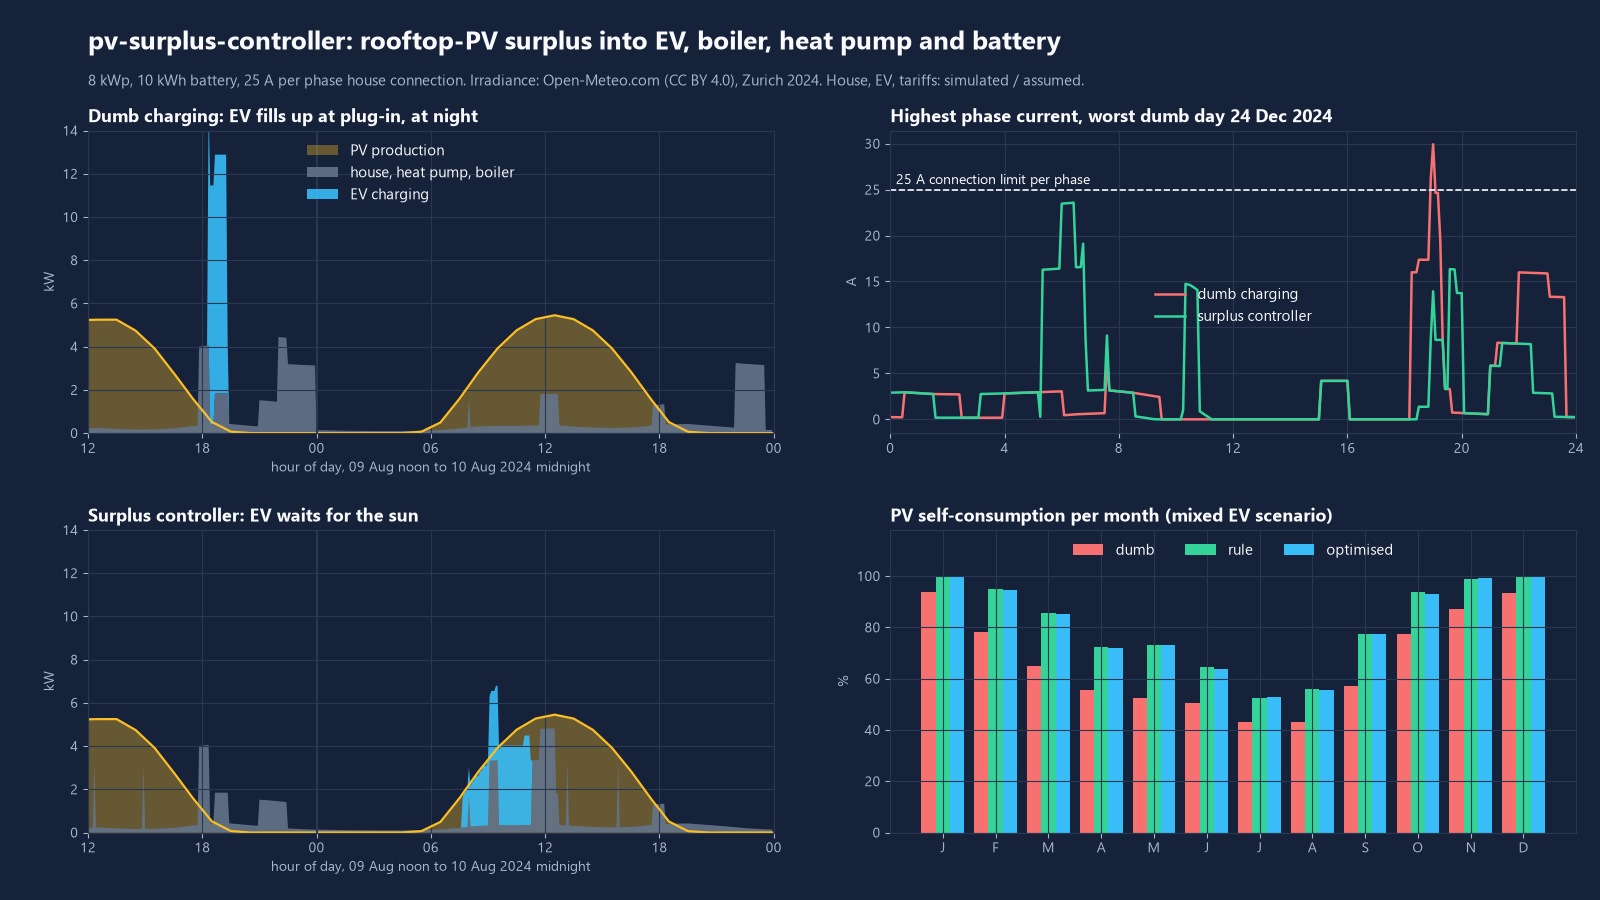 pv-surplus-controller: rooftop-PV surplus into EV, boiler, heat pump and battery
8 kWp, 10 kWh battery, 25 A per phase house connection. Irradiance: Open-Meteo.com (CC BY 4.0), Zurich 2024. House, EV, tariffs: simulated / assumed.
Dumb charging: EV fills up at plug-in, at night
14
12
10
8
6
4
2
0
kW
PV production
house, heat pump, boiler
EV charging
12 18 00 06 12 18 00
hour of day, 09 Aug noon to 10 Aug 2024 midnight
Highest phase current, worst dumb day 24 Dec 2024
30
25
20
15
10
5
0
A
25 A connection limit per phase
dumb charging
surplus controller
0 4 8 12 16 20 24
Surplus controller: EV waits for the sun
14
12
10
8
6
4
2
0
kW
12 18 00 06 12 18 00
hour of day, 09 Aug noon to 10 Aug 2024 midnight
PV self-consumption per month (mixed EV scenario)
dumb rule optimised
100
80
60
40
20
0
%
J F M A M J J A S O N D